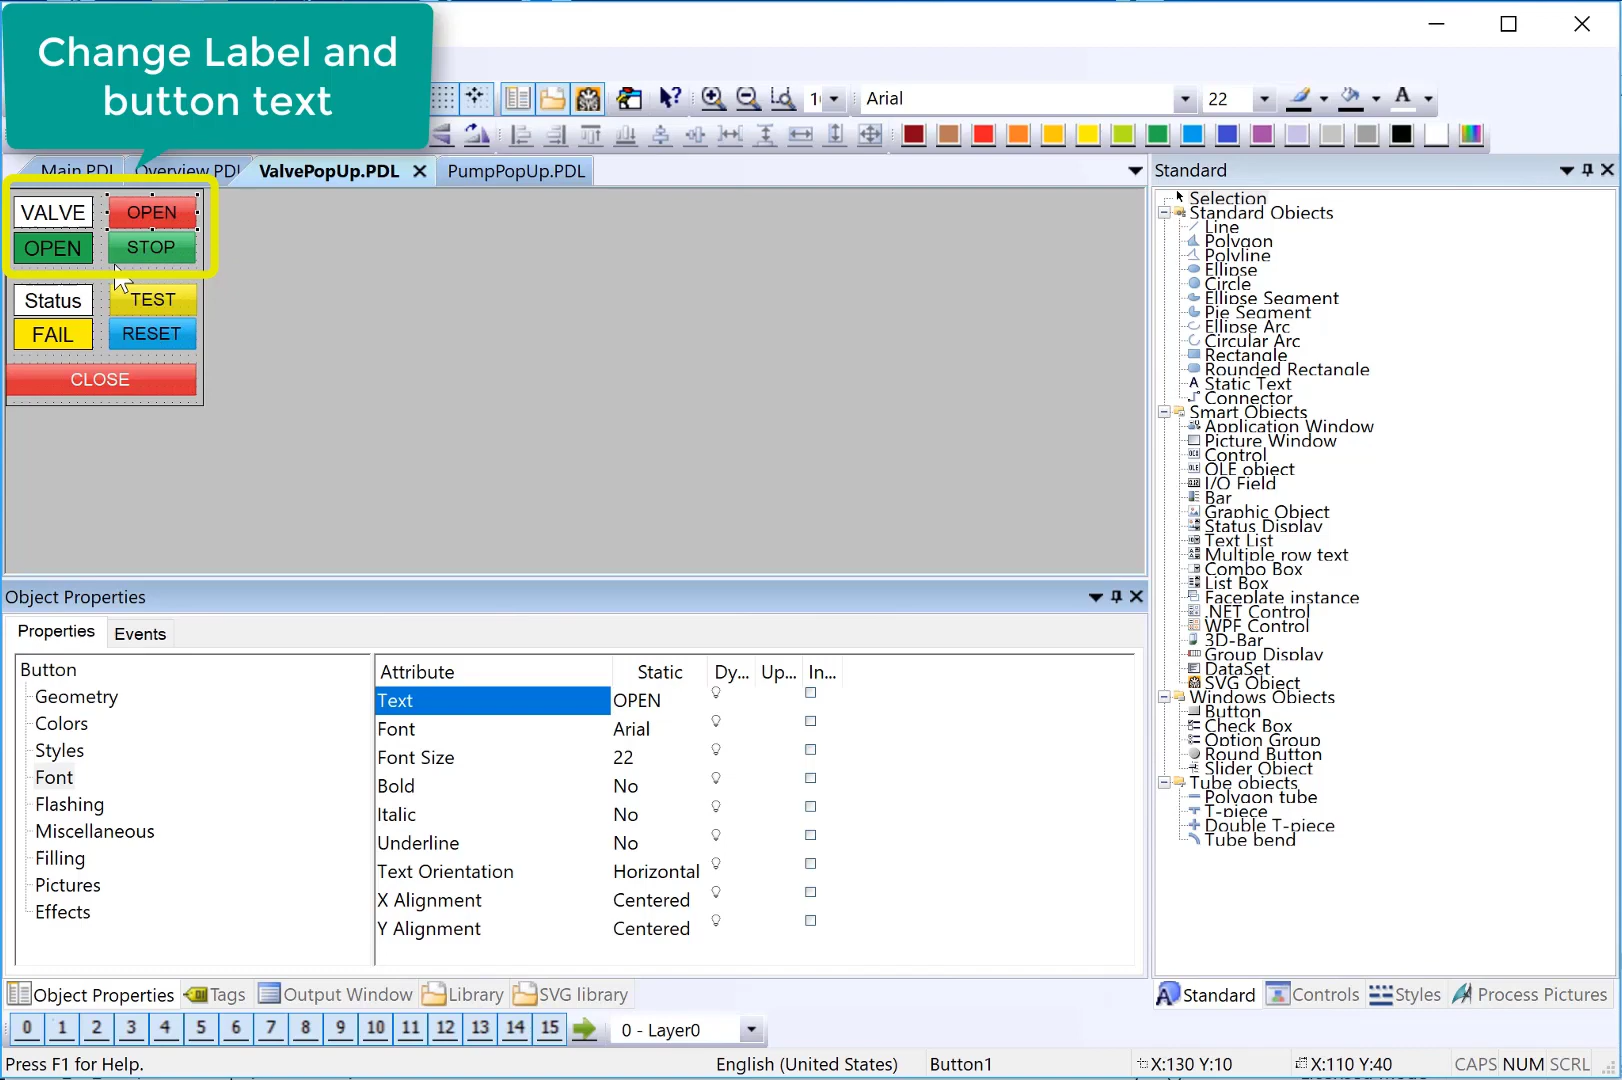 Change Label and
button text
Arial
22
Main.PDL
Overview.PDL
ValvePopUp.PDL
PumpPopUp.PDL
VALVE
OPEN
OPEN
STOP
Status
TEST
FAIL
RESET
CLOSE
Standard
Selection
Standard Objects
Line
Polygon
Polyline
Ellipse
Circle
Ellipse Segment
Pie Segment
Ellipse Arc
Circular Arc
Rectangle
Rounded Rectangle
Static Text
Connector
Smart Objects
Application Window
Picture Window
Control
OLE object
I/O Field
Bar
Graphic Object
Status Display
Text List
Multiple row text
Combo Box
List Box
Faceplate instance
.NET Control
WPF Control
3D-Bar
Group Display
DataSet
SVG Object
Windows Objects
Button
Check Box
Option Group
Round Button
Slider Object
Tube objects
Polygon tube
T-piece
Double T-piece
Tube bend
Object Properties
Properties
Events
Button
Geometry
Colors
Styles
Font
Flashing
Miscellaneous
Filling
Pictures
Effects
Attribute Static Dy... Up... In...
Text OPEN
Font Arial
Font Size 22
Bold No
Italic No
Underline No
Text Orientation Horizontal
X Alignment Centered
Y Alignment Centered
Object Properties Tags Output Window Library SVG library
Standard Controls Styles Process Pictures
0 1 2 3 4 5 6 7 8 9 10 11 12 13 14 15 0 - Layer0
Press F1 for Help. English (United States) Button1 X:130 Y:10 X:110 Y:40 CAPS NUM SCRL